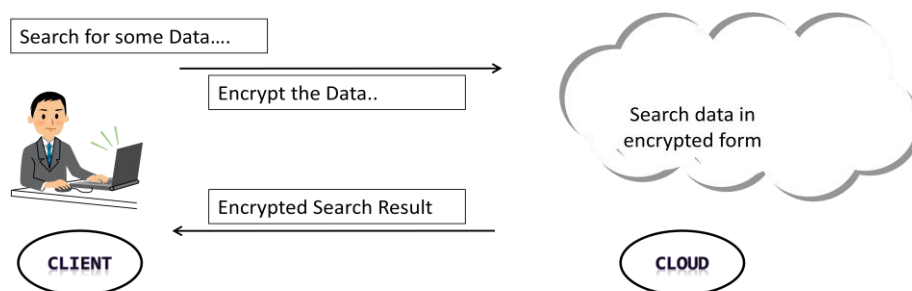 Search for some Data....
Encrypt the Data..
Search data in
encrypted form
Encrypted Search Result
CLIENT
CLOUD